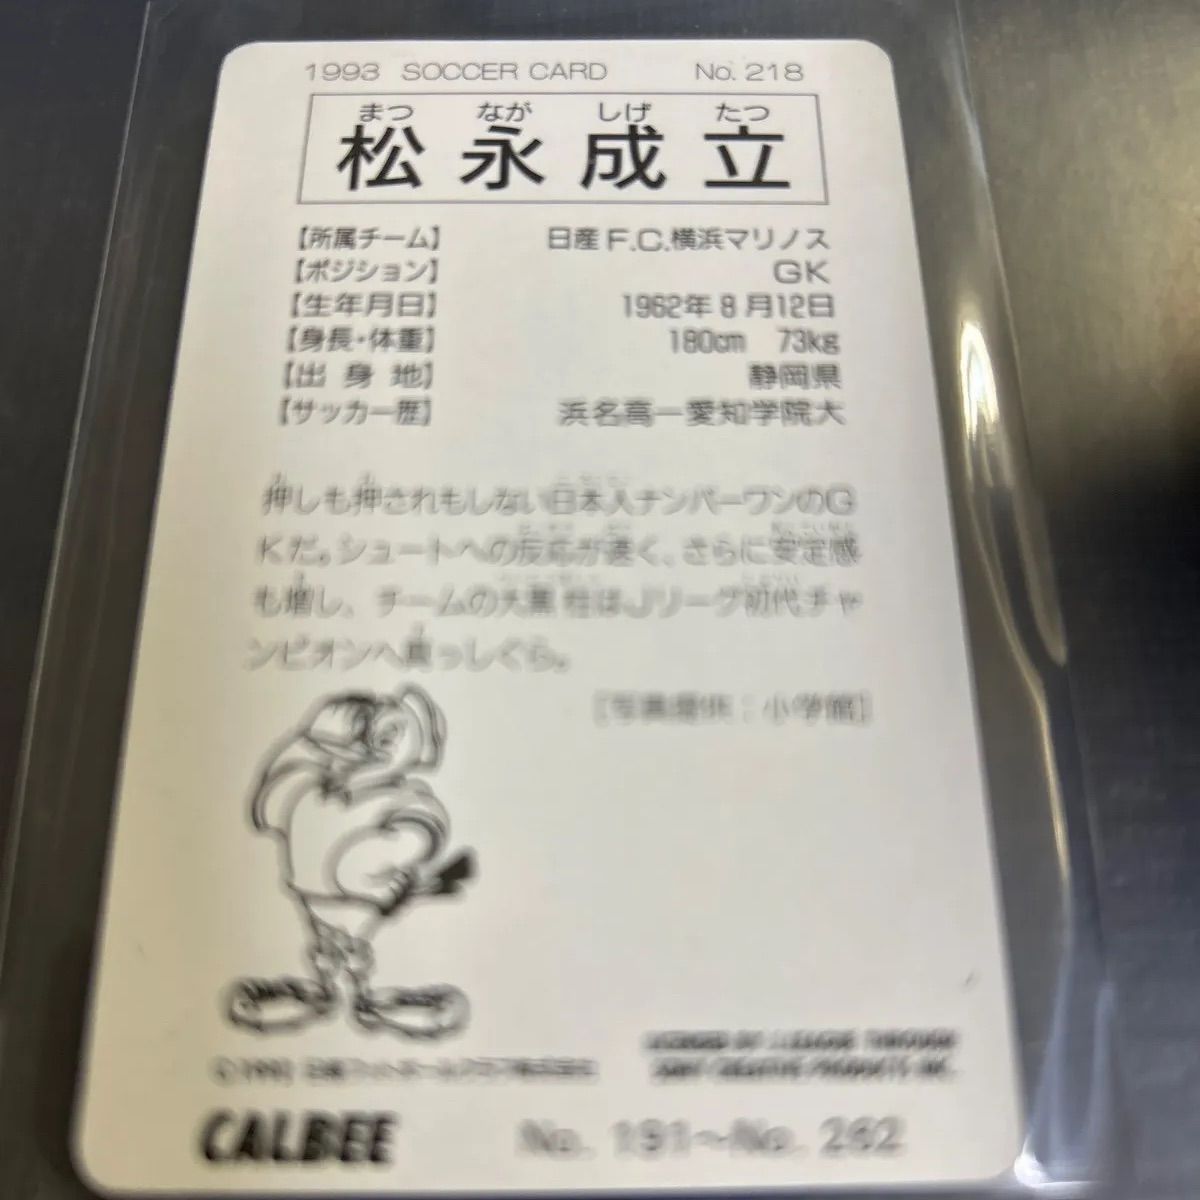 1993 SOCCER CARD No. 218
まつ なが しげ たつ
松永成立
【所属チーム】 日産F.C.横浜マリノス
【ポジション】 GK
【生年月日】 1962年8月12日
【身長・体重】 180cm 73kg
【出身地】 静岡県
【サッカー歴】 浜名高ー愛知学院大
押しも押されもしない日本人ナンバーワンのG
Kだ。シュートへの反応が速く、さらに安定感
も増し、チームの大黒柱はJリーグ初代チャ
ンピオンへ真っしぐら。
[写真提供:小学館]
LICENSED BY J.LEAGUE THROUGH
SONY CREATIVE PRODUCTS INC.
CALBEE No. 191~No. 262